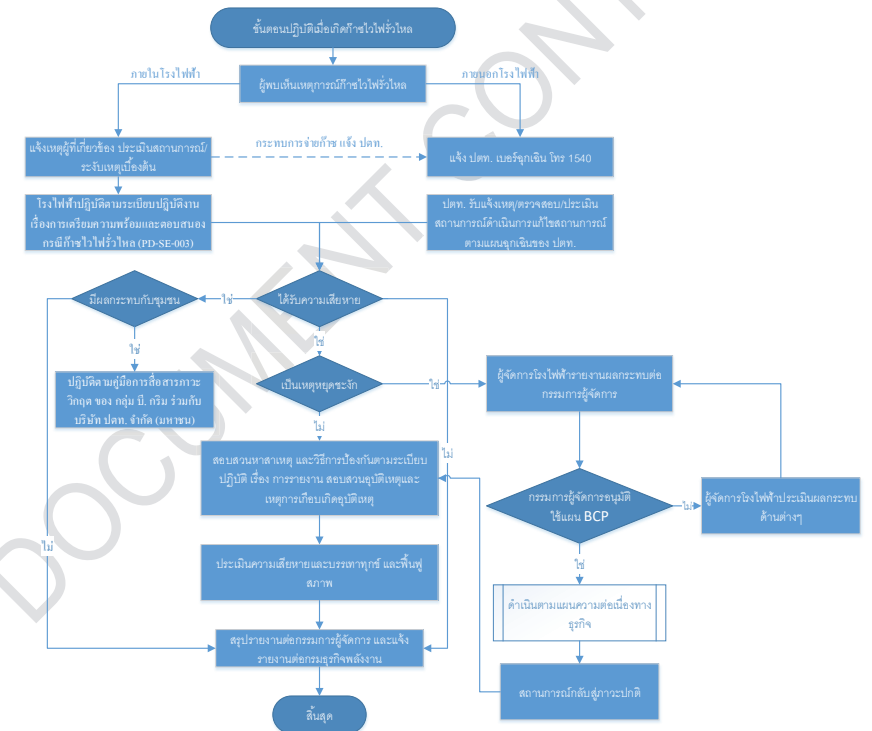 ขั้นตอนปฏิบัติเมื่อเกิดก๊าซไวไฟรั่วไหล
ภายในโรงไฟฟ้า
ภายนอกโรงไฟฟ้า
ผู้พบเห็นเหตุการณ์ก๊าซไวไฟรั่วไหล
แจ้งเหตุผู้ที่เกี่ยวข้อง ประเมินสถานการณ์/
ระงับเหตุเบื้องต้น
กระทบการจ่ายก๊าซ แจ้ง ปตท.
แจ้ง ปตท. เบอร์ฉุกเฉิน โทร 1540
โรงไฟฟ้าปฏิบัติตามระเบียบปฏิบัติงาน
เรื่องการเตรียมความพร้อมและตอบสนอง
กรณีก๊าซไวไฟรั่วไหล (PD-SE-003)
ปตท. รับแจ้งเหตุ/ตรวจสอบ/ประเมิน
สถานการณ์ดำเนินการแก้ไขสถานการณ์
ตามแผนฉุกเฉินของ ปตท.
มีผลกระทบกับชุมชน
ใช่
ได้รับความเสียหาย
ใช่
ใช่
ปฏิบัติตามคู่มือการสื่อสารภาวะ
วิกฤต ของ กลุ่ม บี. กริม ร่วมกับ
บริษัท ปตท. จำกัด (มหาชน)
เป็นเหตุหยุดชะงัก
ใช่
ผู้จัดการโรงไฟฟ้ารายงานผลกระทบต่อ
กรรมการผู้จัดการ
ไม่
ไม่
สอบสวนหาสาเหตุ และวิธีการป้องกันตามระเบียบ
ปฏิบัติ เรื่อง การรายงาน สอบสวนอุบัติเหตุและ
เหตุการเกือบเกิดอุบัติเหตุ
กรรมการผู้จัดการอนุมัติ
ใช้แผน BCP
ไม่
ผู้จัดการโรงไฟฟ้าประเมินผลกระทบ
ด้านต่างๆ
ไม่
ประเมินความเสียหายและบรรเทาทุกข์ และฟื้นฟู
สภาพ
ใช่
ดำเนินตามแผนความต่อเนื่องทาง
ธุรกิจ
สรุปรายงานต่อกรรมการผู้จัดการ และแจ้ง
รายงานต่อกรมธุรกิจพลังงาน
สถานการณ์กลับสู่ภาวะปกติ
สิ้นสุด
DOCUMENT CONT